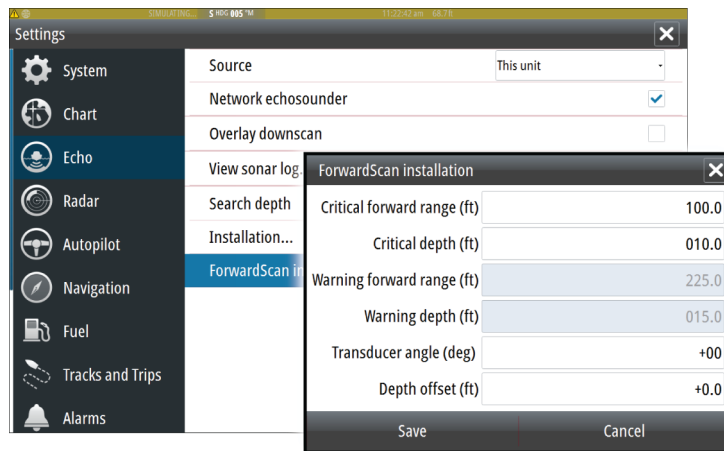 SIMULATING... S HDG 005 °M 11:22:42 am 68.7 ft
Settings
System
Chart
Echo
Radar
Autopilot
Navigation
Fuel
Tracks and Trips
Alarms
Source This unit
Network echosounder
Overlay downscan
View sonar log.
Search depth
Installation...
ForwardScan in
ForwardScan installation
Critical forward range (ft) 100.0
Critical depth (ft) 010.0
Warning forward range (ft) 225.0
Warning depth (ft) 015.0
Transducer angle (deg) +00
Depth offset (ft) +0.0
Save Cancel